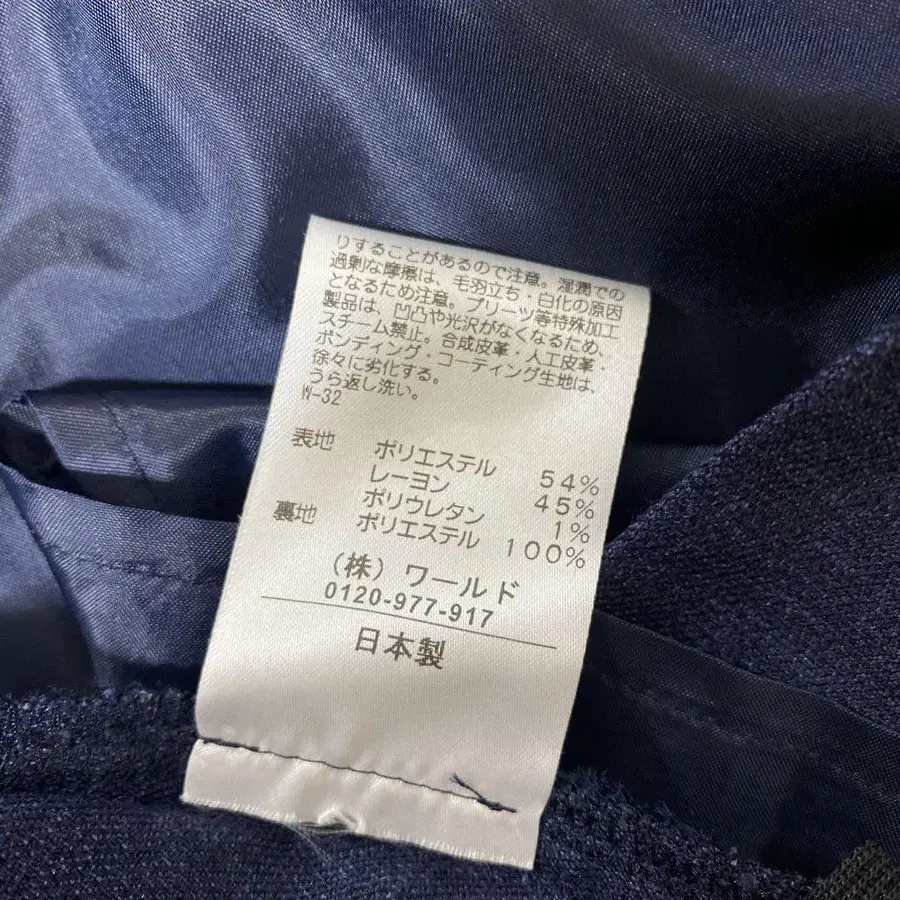 りすることがあるので注意。湿潤での
過剰な摩擦は、毛羽立ち・白化の原因
となるため注意。プリーツ等特殊加工
製品は、凹凸や光沢がなくなるため、
スチーム禁止。合成皮革・人工皮革・
ボンディング・コーティング生地は、
徐々に劣化する。
うら返し洗い。
W-32
表地 ポリエステル 54%
レーヨン 45%
ポリウレタン 1%
裏地 ポリエステル 100%
(株) ワールド
0120-977-917
日本製